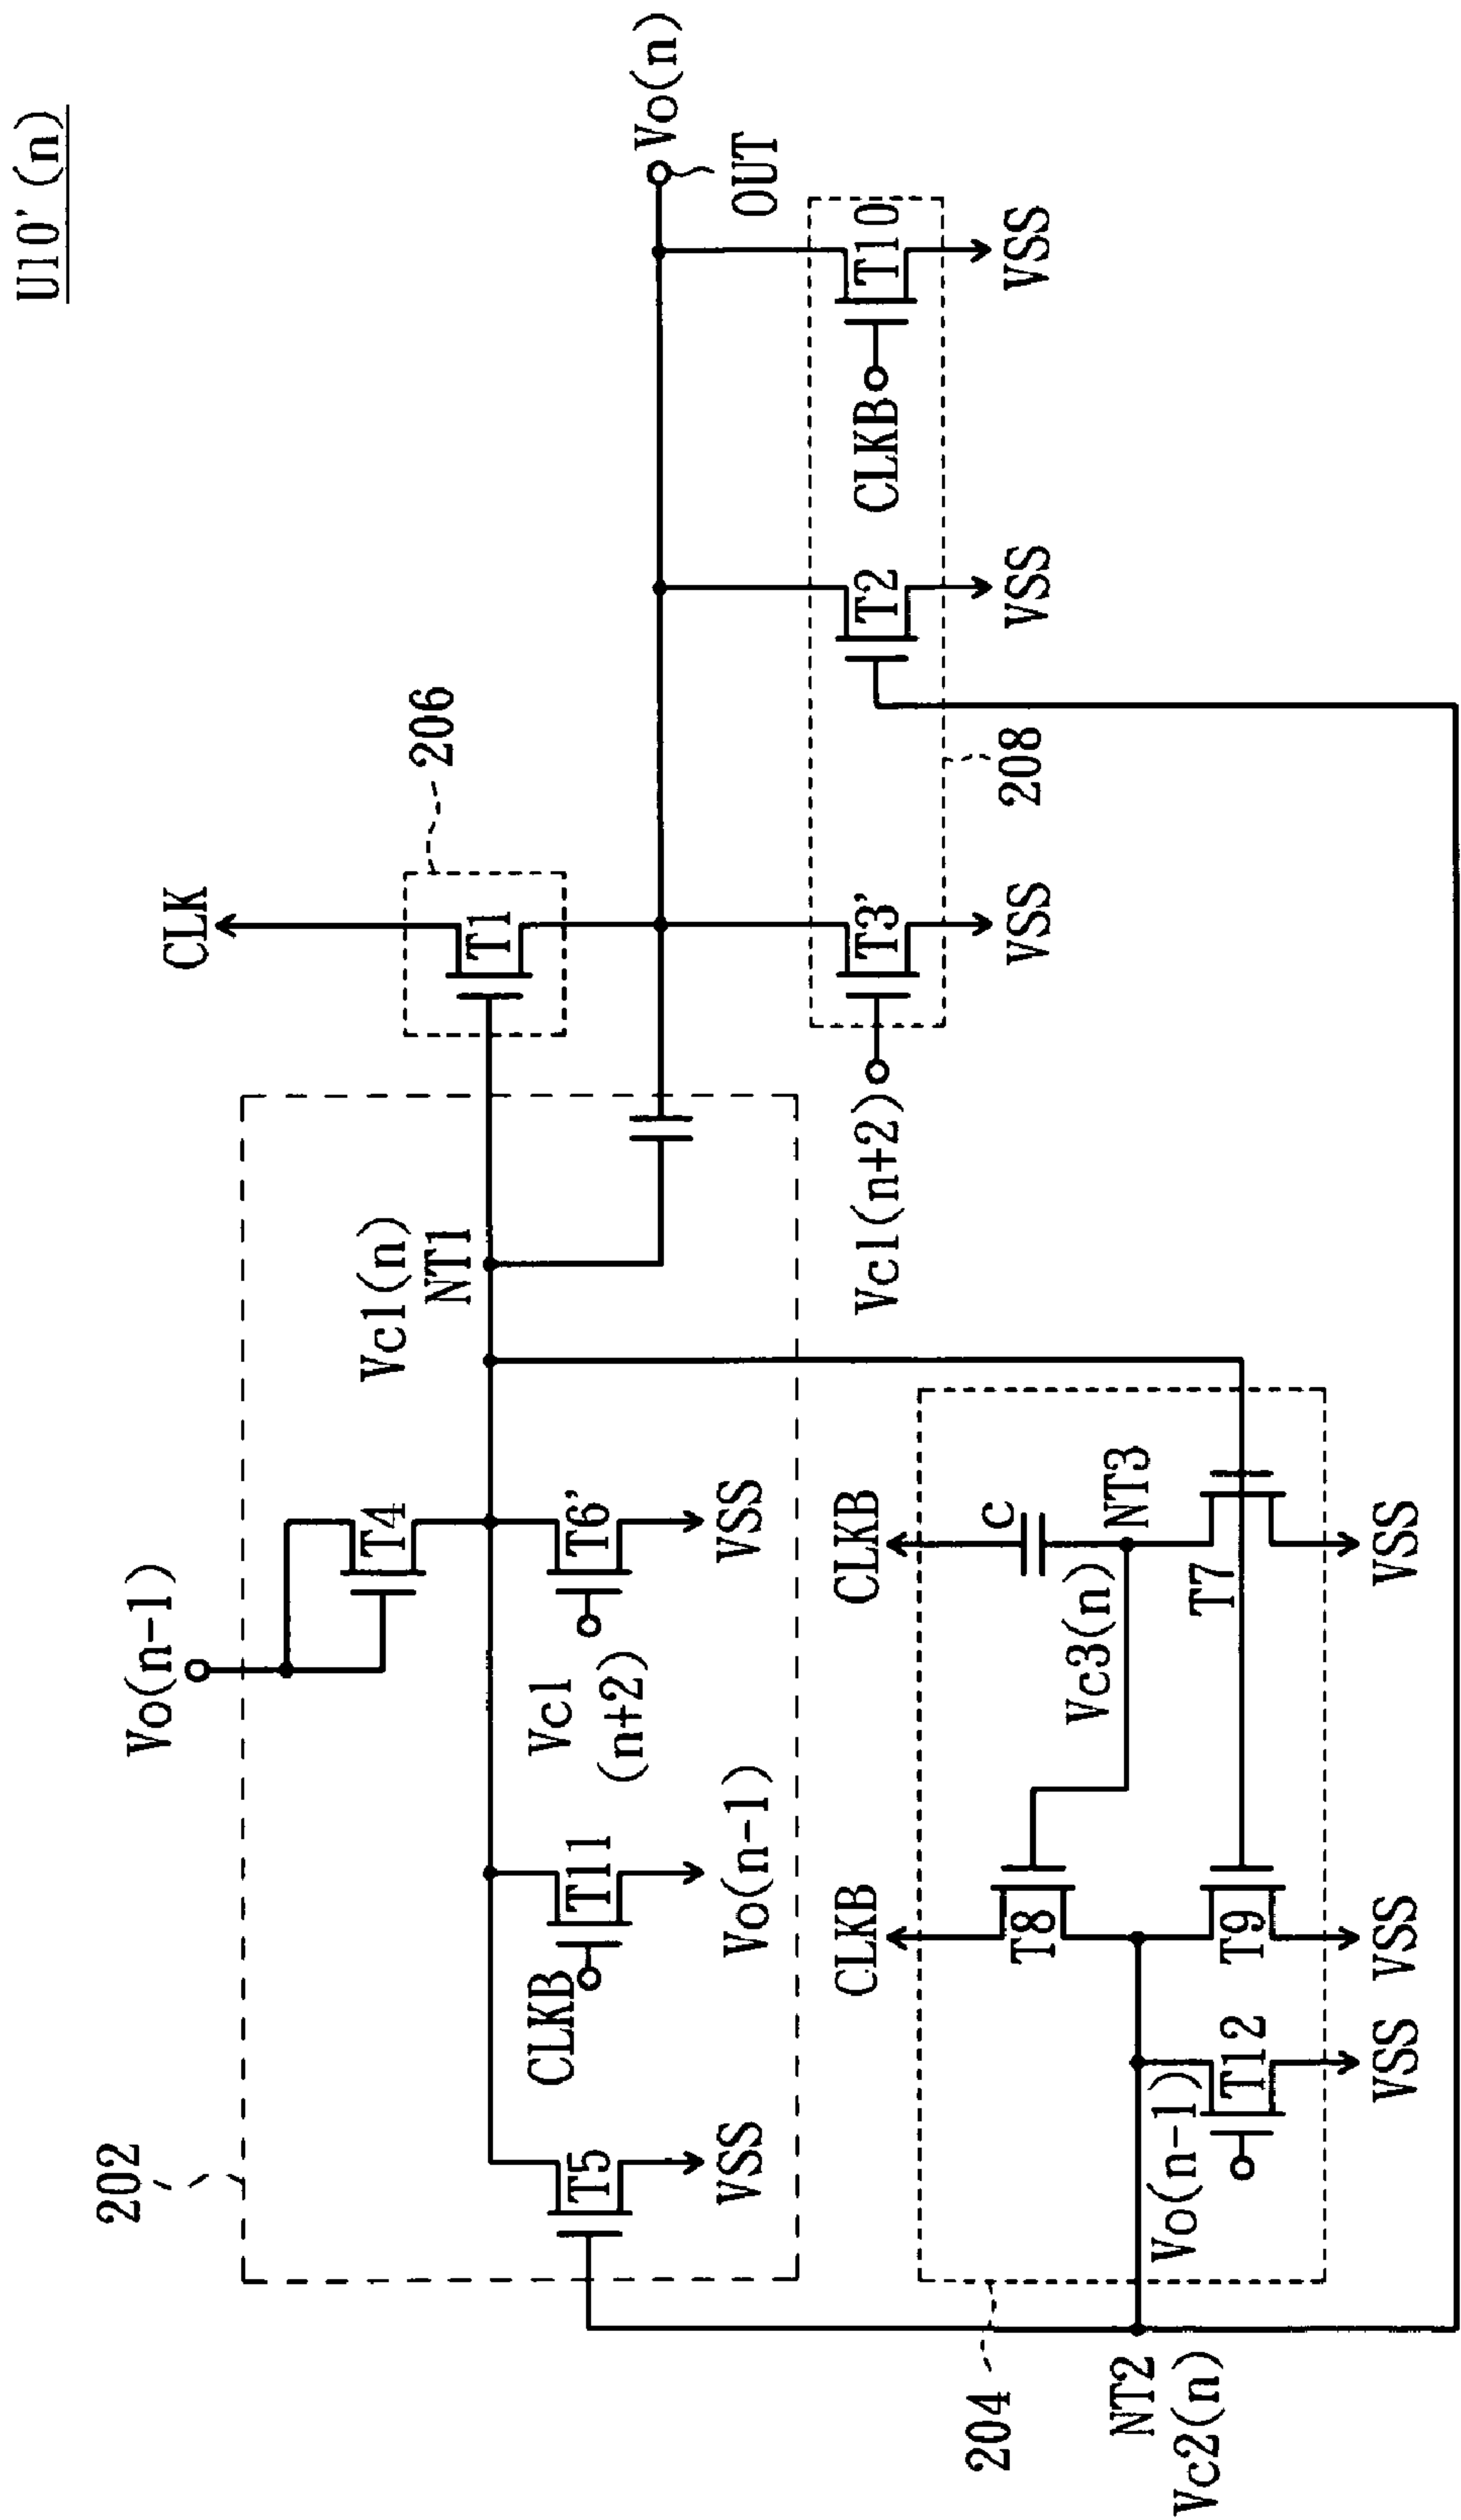 U10'(n)
Vo(n-1)
CLK
202
206
T4
Vc1(n)
NT1
T1
Vo(n)
OUT
T5
CLKB
T11
Vc1
(n+2)
T6'
VSS
Vo(n-1)
VSS
CLKB
CLKB
Vc1(n+2)
T3'
T2
CLKB
T10
VSS
208
VSS
VSS
204
T8
C
Vc3(n)
NT3
NT2
Vc2(n)
Vo(n-1)
T12
T9
T7
VSS
VSS
VSS